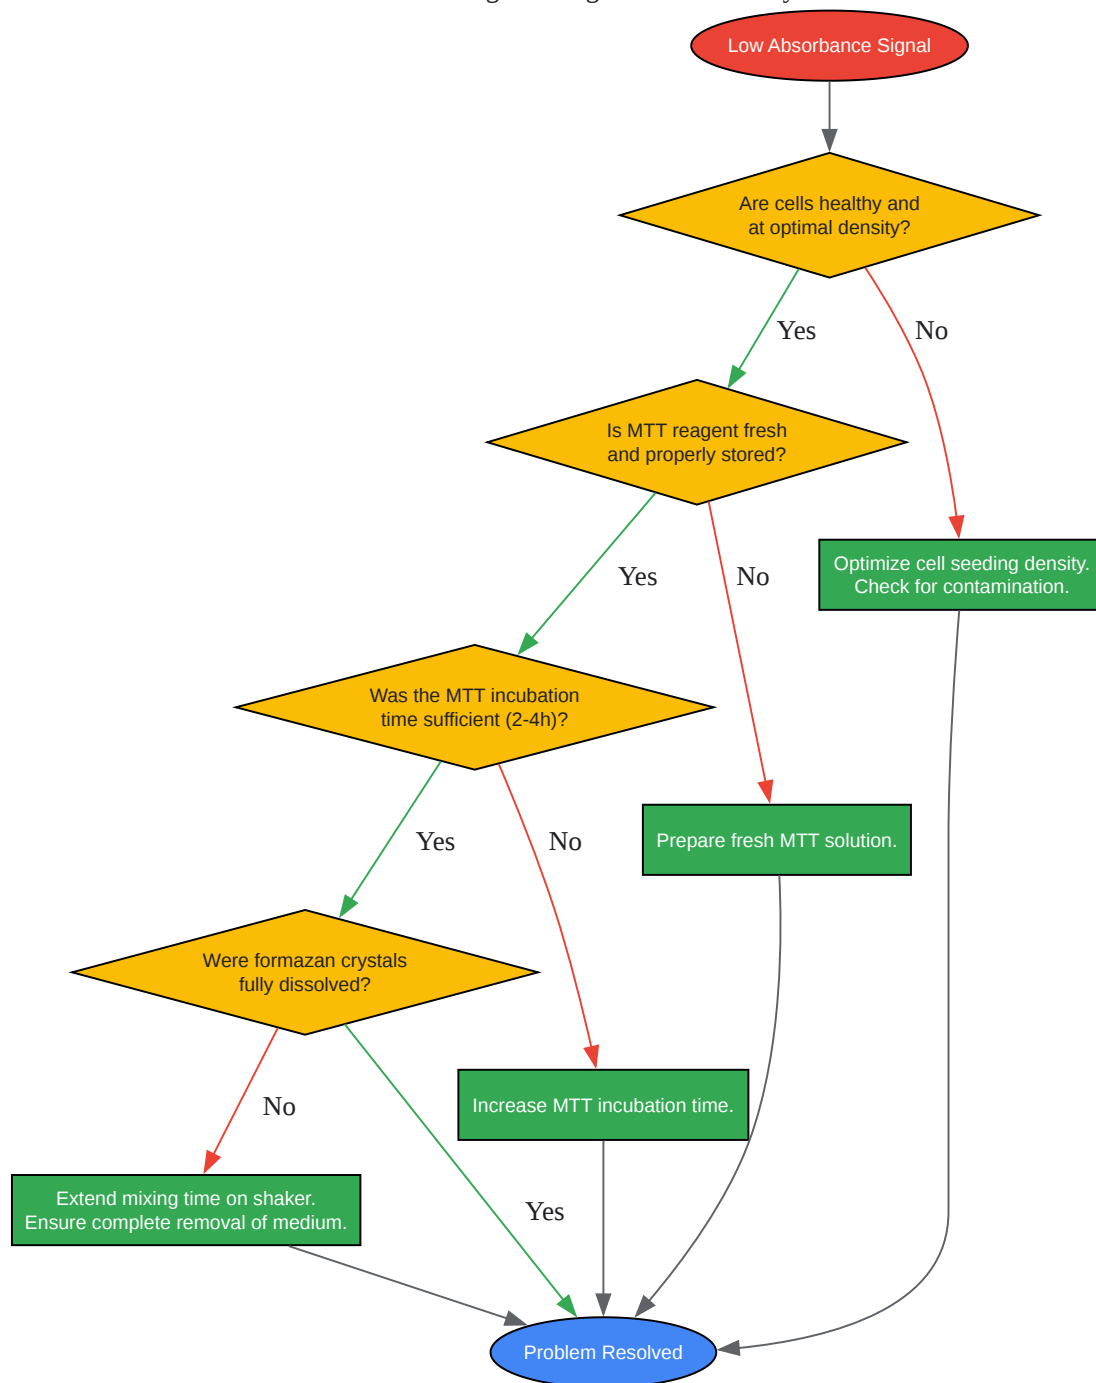 Low Absorbance Signal
Are cells healthy and
at optimal density?
Yes
No
Is MTT reagent fresh
and properly stored?
Optimize cell seeding density.
Check for contamination.
Yes
No
Was the MTT incubation
time sufficient (2-4h)?
Prepare fresh MTT solution.
Yes
No
Were formazan crystals
fully dissolved?
Increase MTT incubation time.
No
Extend mixing time on shaker.
Ensure complete removal of medium.
Yes
Problem Resolved